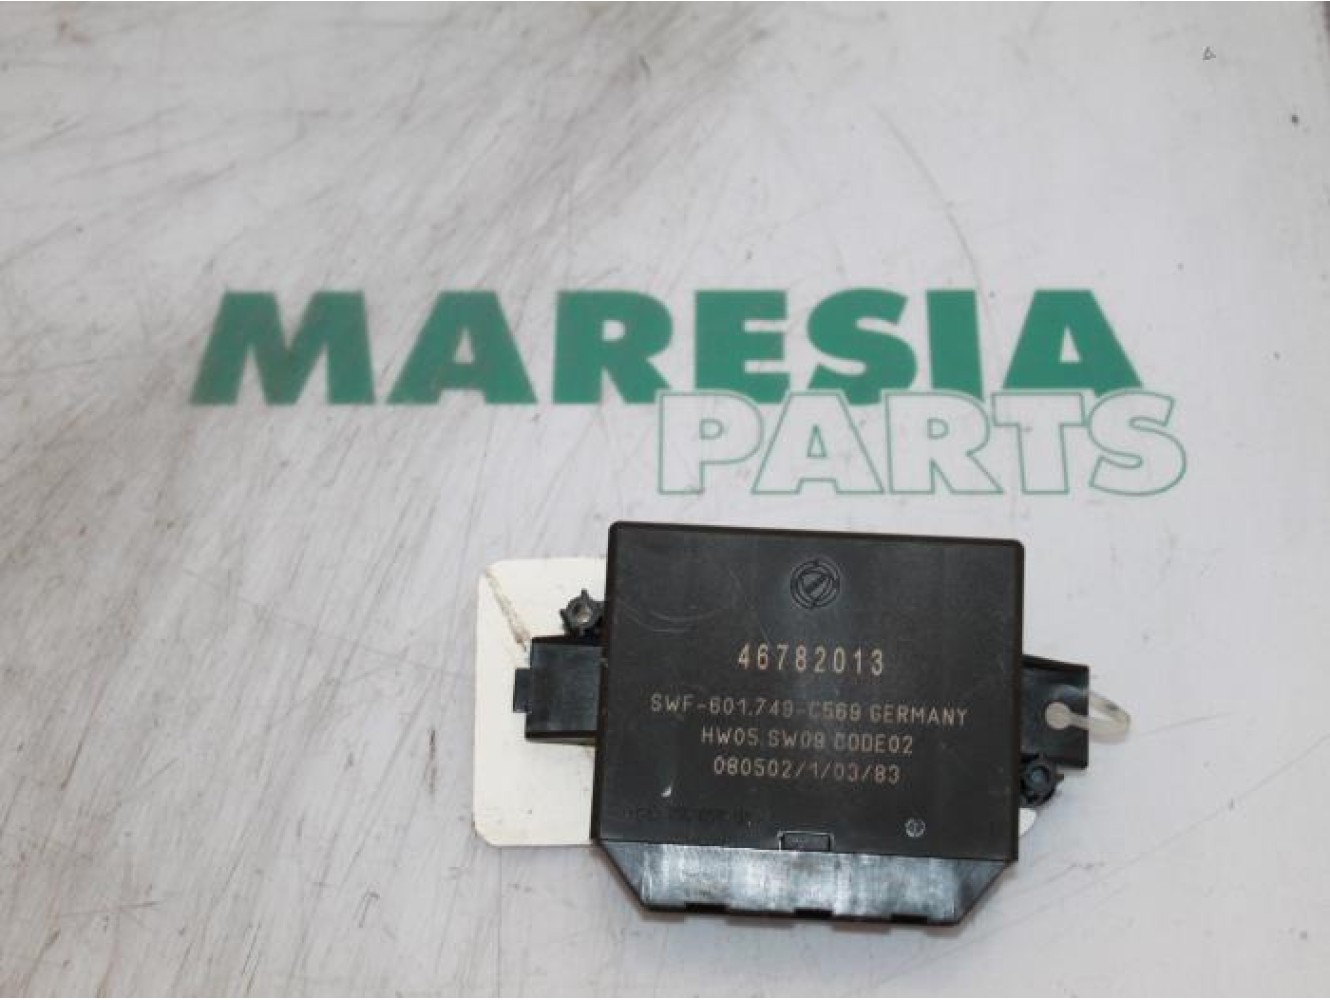 MARESIA
PARTS
46782013
SWF-601.749-C569 GERMANY
HW05 SW09 CODE02
080502/1/03/83